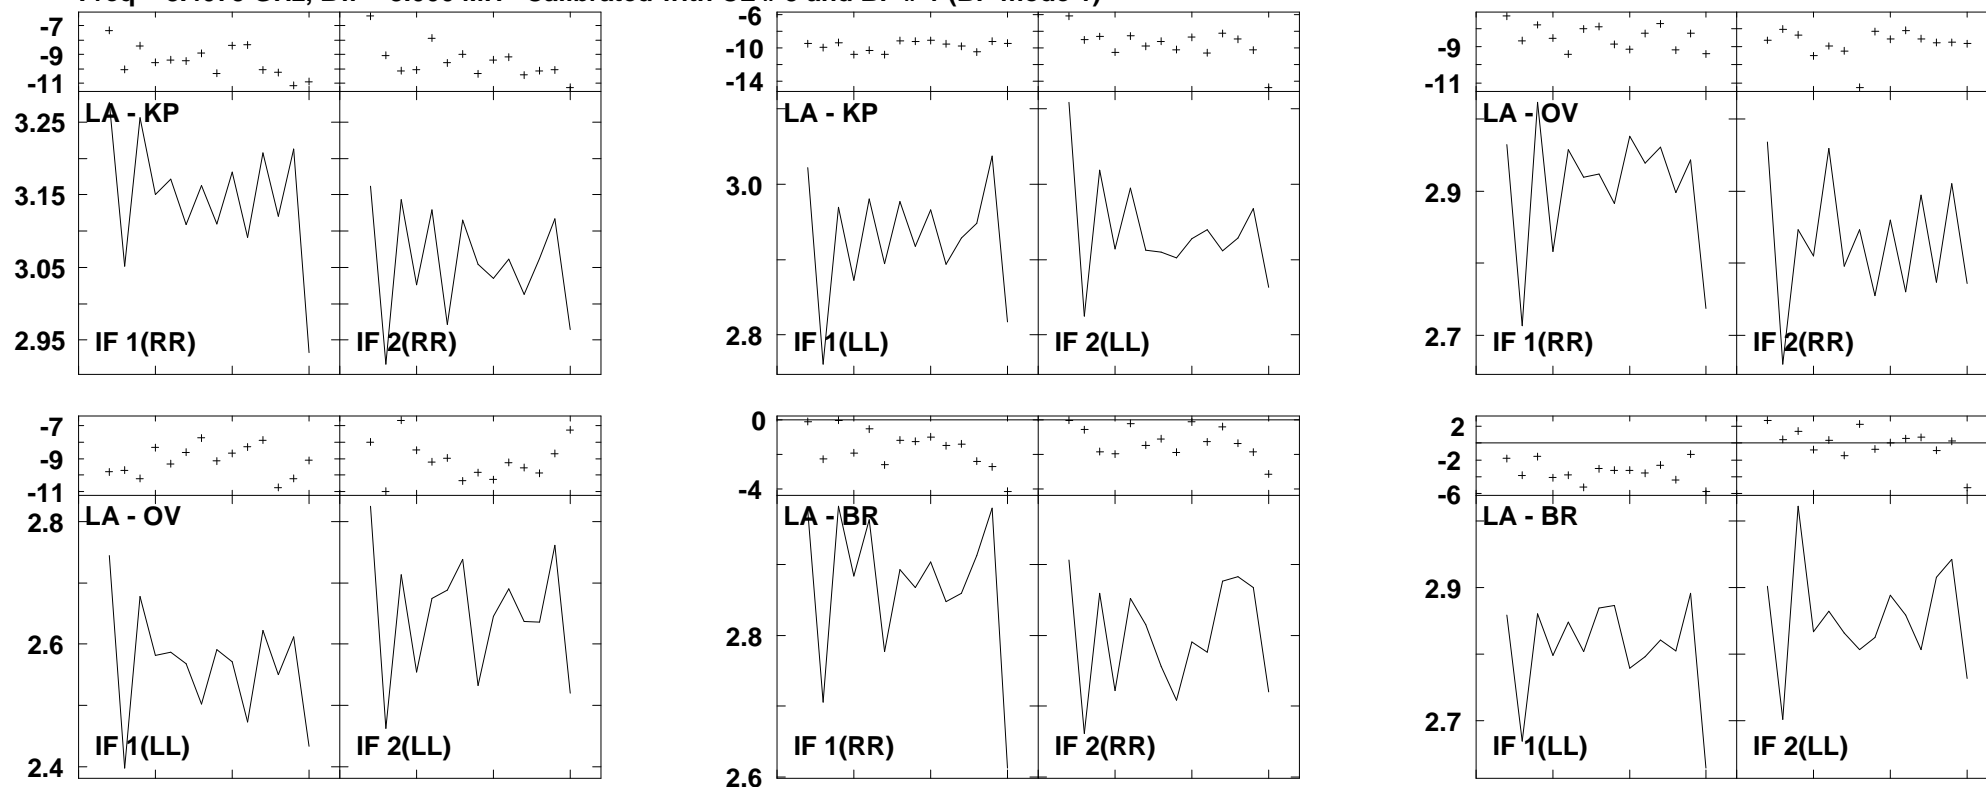 -7 -9 -11 -6 -10 -14 -9 -11
LA - KP LA - KP LA - OV
3.25 3.15 3.05 2.95 3.0 2.8 2.9 2.7
IF 1(RR) IF 2(RR) IF 1(LL) IF 2(LL) IF 1(RR) IF 2(RR)
-7 -9 -11 0 -4 2 -2 -6
LA - OV LA - BR LA - BR
2.8 2.6 2.4 2.8 2.6 2.9 2.7
IF 1(LL) IF 2(LL) IF 1(RR) IF 2(RR) IF 1(LL) IF 2(LL)